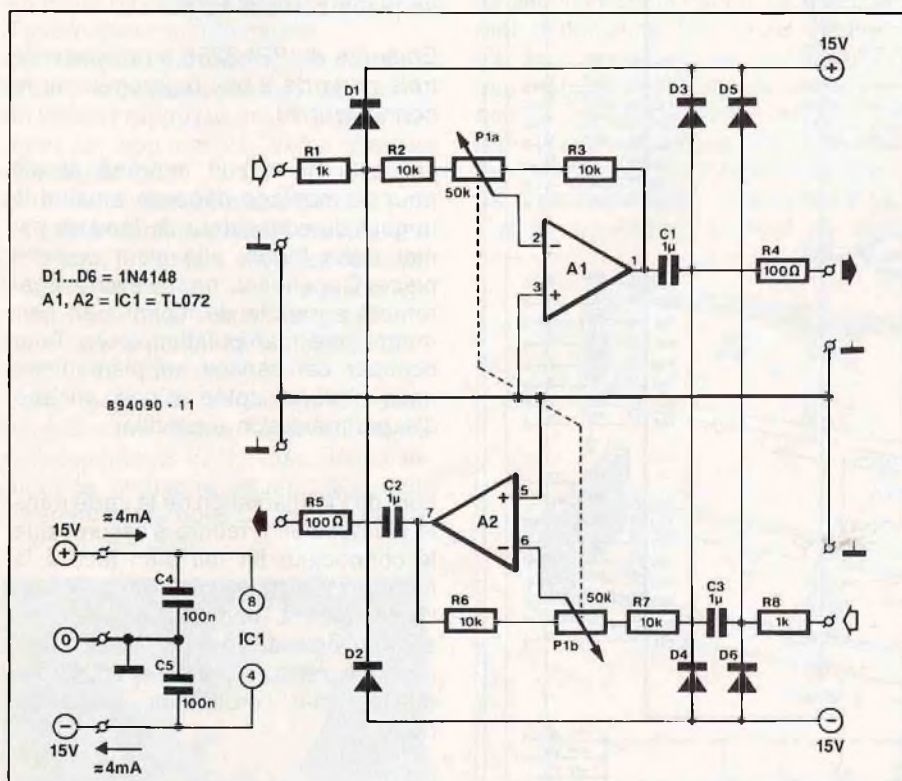 15V
+
D1
D3
D5
R1
1k
R2
10k
P1a
50k
R3
10k
2
−
3
+
A1
1
C1
1µ
R4
100Ω
D1...D6 = 1N4148
A1, A2 = IC1 = TL072
894090 - 11
R5
100Ω
C2
1µ
7
A2
+
5
−
6
15V
≈4mA
+
C4
100n
0
C5
100n
8
IC1
4
−
15V
≈4mA
R6
10k
50k
P1b
R7
10k
C3
1µ
R8
1k
D2
D4
D6
−
15V